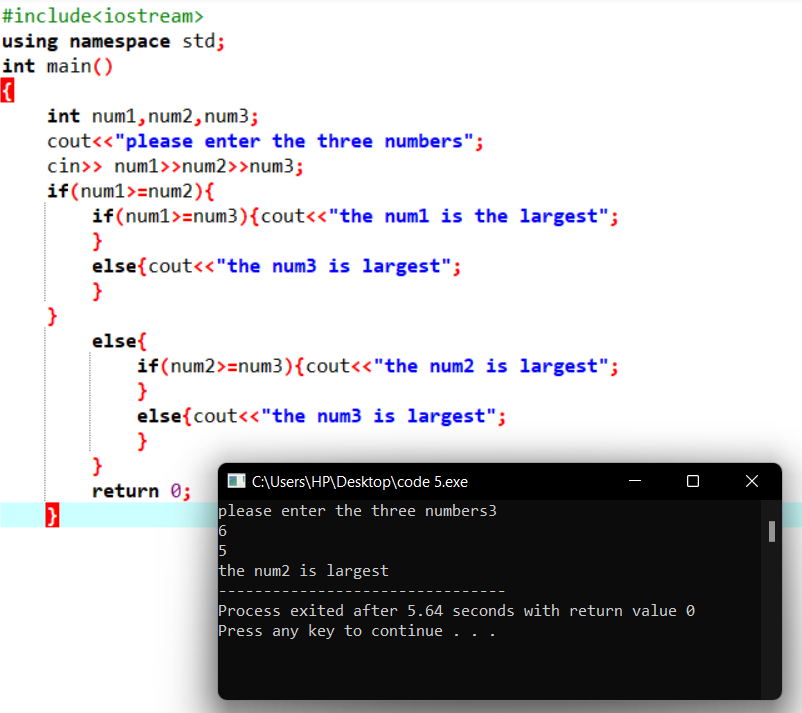 #include<iostream>
using namespace std;
int main()
{
    int num1,num2,num3;
    cout<<"please enter the three numbers";
    cin>> num1>>num2>>num3;
    if(num1>=num2){
        if(num1>=num3){cout<<"the num1 is the largest";
        }
        else{cout<<"the num3 is largest";
        }
    }
        else{
            if(num2>=num3){cout<<"the num2 is largest";
            }
            else{cout<<"the num3 is largest";
            }
        }
        return 0;
    }
C:\Users\HP\Desktop\code 5.exe
please enter the three numbers3
6
5
the num2 is largest
--------------------------------
Process exited after 5.64 seconds with return value 0
Press any key to continue . . .